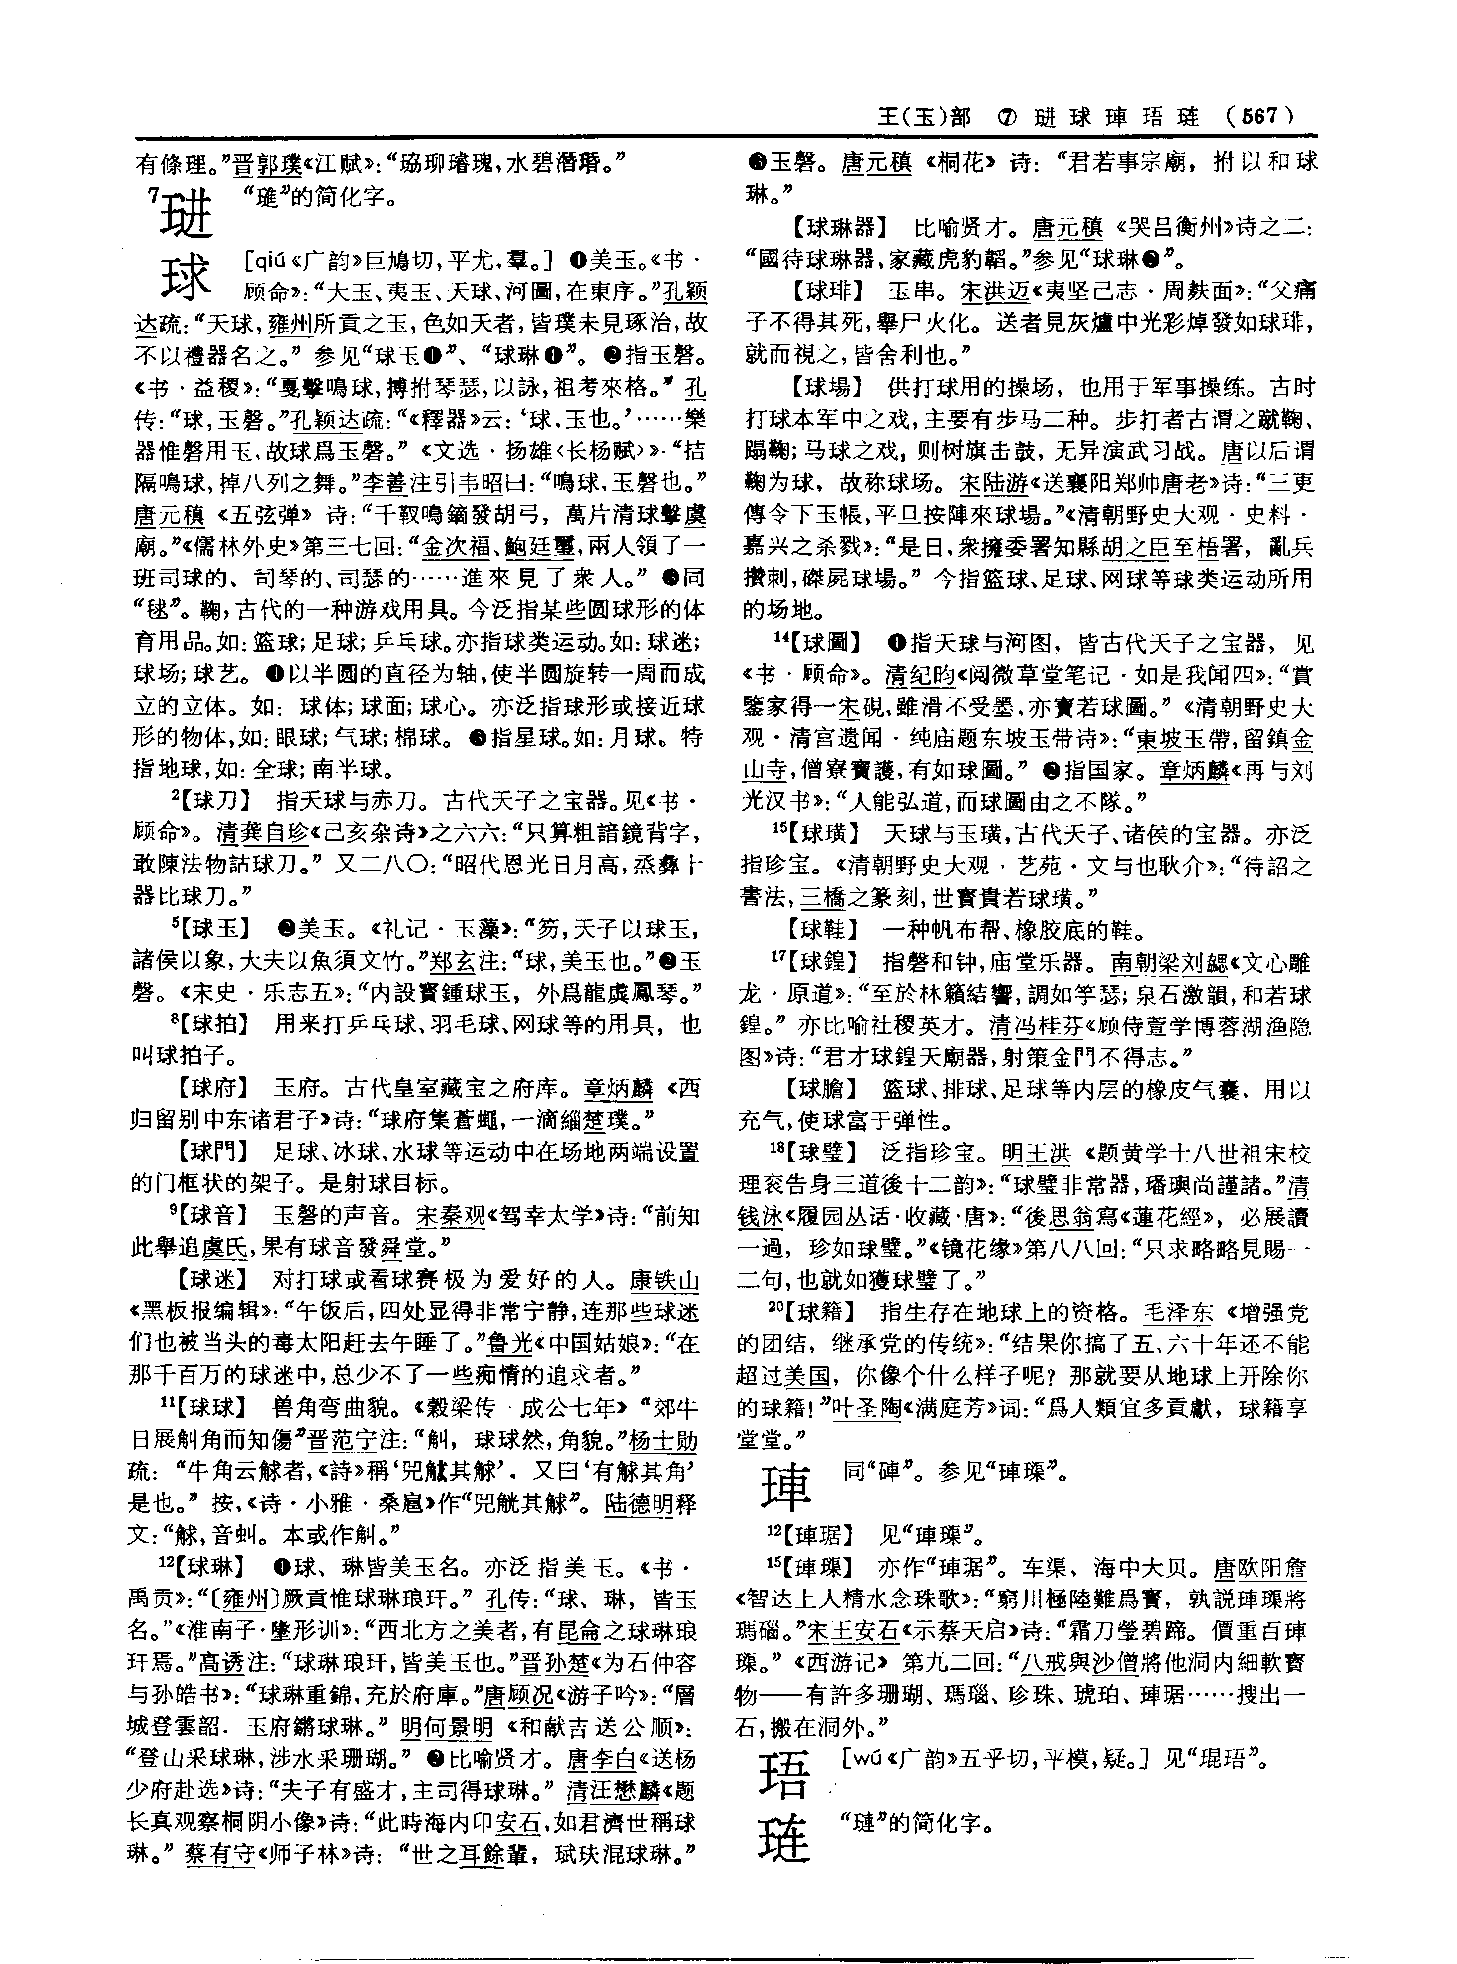 王(玉)部 ⑦ 琎 球 琿 珸 琏 (567)
有條理。”晋郭璞《江赋》：“珕珋璿瑰，水碧潛琘。”
7琎 “璡”的简化字。
球 [qiú《广韵》巨鳩切，平尤，羣。] ❶美玉。《书·
顾命》：“大玉、夷玉、天球、河圖，在東序。”孔颖
达疏：“天球，雍州所貢之玉，色如天者，皆璞未見琢治，故
不以禮器名之。”参见“球玉❶”、“球琳❶”。❷指玉磬。
《书·益稷》：“戛擊鳴球，搏拊琴瑟，以詠，祖考來格。”孔
传：“球，玉磬。”孔颖达疏：“《釋器》云：‘球，玉也。’……樂
器惟磬用玉，故球爲玉磬。”《文选·扬雄〈长杨赋〉》：“拮
隔鳴球，掉八列之舞。”李善注引韦昭曰：“鳴球，玉磬也。”
唐元稹《五弦弹》诗：“千靫鳴鏑發胡弓，萬片清球擊虞
廟。”《儒林外史》第三七回：“金次福、鮑廷璽，兩人領了一
班司球的、司琴的、司瑟的……進來見了衆人。”❸同
“毬”。鞠，古代的一种游戏用具。今泛指某些圆球形的体
育用品。如：篮球；足球；乒乓球。亦指球类运动。如：球迷；
球场；球艺。❹以半圆的直径为轴，使半圆旋转一周而成
立的立体。如：球体；球面；球心。亦泛指球形或接近球
形的物体，如：眼球；气球；棉球。❺指星球。如：月球。特
指地球，如：全球；南半球。
2【球刀】 指天球与赤刀。古代天子之宝器。见《书·
顾命》。清龚自珍《己亥杂诗》之六六：“只算粗諳鏡背字，
敢陳法物詁球刀。”又二八〇：“昭代恩光日月高，烝彝十
器比球刀。”
5【球玉】 ❶美玉。《礼记·玉藻》：“笏，天子以球玉，
諸侯以象，大夫以魚須文竹。”郑玄注：“球，美玉也。”❷玉
磬。《宋史·乐志五》：“内設寶鍾球玉，外爲龍虡鳳琴。”
8【球拍】 用来打乒乓球、羽毛球、网球等的用具，也
叫球拍子。
【球府】 玉府。古代皇室藏宝之府库。章炳麟《西
归留别中东诸君子》诗：“球府集蒼蠅，一滴緇楚璞。”
【球門】 足球、冰球、水球等运动中在场地两端设置
的门框状的架子。是射球目标。
9【球音】 玉磬的声音。宋秦观《驾幸太学》诗：“前知
此舉追虞氏，果有球音發舜堂。”
【球迷】 对打球或看球赛极为爱好的人。康铁山
《黑板报编辑》：“午饭后，四处显得非常宁静，连那些球迷
们也被当头的毒太阳赶去午睡了。”鲁光《中国姑娘》：“在
那千百万的球迷中，总少不了一些痴情的追求者。”
11【球球】 兽角弯曲貌。《穀梁传·成公七年》“郊牛
日展斛角而知傷”晋范宁注：“斛，球球然，角貌。”杨士勋
疏：“牛角云觩者，《詩》稱‘兕觥其觩’，又曰‘有觩其角’
是也。”按，《诗·小雅·桑扈》作“兕觥其觩”。陆德明释
文：“觩，音虯。本或作斛。”
12【球琳】 ❶球、琳皆美玉名。亦泛指美玉。《书·
禹贡》：“〔雍州〕厥貢惟球琳琅玕。”孔传：“球、琳，皆玉
名。”《淮南子·墬形训》：“西北方之美者，有昆侖之球琳琅
玕焉。”高诱注：“球琳琅玕，皆美玉也。”晋孙楚《为石仲容
与孙皓书》：“球琳重錦，充於府庫。”唐顾况《游子吟》：“層
城登雲韶，玉府鏘球琳。”明何景明《和献吉送公顺》：
“登山采球琳，涉水采珊瑚。”❷比喻贤才。唐李白《送杨
少府赴选》诗：“夫子有盛才，主司得球琳。”清汪懋麟《题
长真观察桐阴小像》诗：“此時海内卬安石，如君濟世稱球
琳。”蔡有守《师子林》诗：“世之耳餘輩，珷玞混球琳。”
❸玉磬。唐元稹《桐花》诗：“君若事宗廟，拊以和球
琳。”
【球琳器】 比喻贤才。唐元稹《哭吕衡州》诗之二：
“國待球琳器，家藏虎豹韜。”参见“球琳❷”。
【球琲】 玉串。宋洪迈《夷坚己志·周麸面》：“父痛
子不得其死，舉尸火化。送者見灰爐中光彩焯發如球琲，
就而視之，皆舍利也。”
【球場】 供打球用的操场，也用于军事操练。古时
打球本军中之戏，主要有步马二种。步打者古谓之蹴鞠、
蹋鞠；马球之戏，则树旗击鼓，无异演武习战。唐以后谓
鞠为球，故称球场。宋陆游《送襄阳郑帅唐老》诗：“三更
傳令下玉帳，平旦按陣來球場。”《清朝野史大观·史料·
嘉兴之杀戮》：“是日，衆擁委署知縣胡之臣至梧署，亂兵
攢刺，磔屍球場。”今指篮球、足球、网球等球类运动所用
的场地。
14【球圖】 ❶指天球与河图，皆古代天子之宝器，见
《书·顾命》。清纪昀《阅微草堂笔记·如是我闻四》：“賞
鑒家得一宋硯，雖滑不受墨，亦寶若球圖。”《清朝野史大
观·清宫遗闻·纯庙题东坡玉带诗》：“東坡玉帶，留鎮金
山寺，僧寮寳護，有如球圖。”❷指国家。章炳麟《再与刘
光汉书》：“人能弘道，而球圖由之不隊。”
15【球璜】 天球与玉璜，古代天子、诸侯的宝器。亦泛
指珍宝。《清朝野史大观·艺苑·文与也耿介》：“待詔之
書法，三橋之篆刻，世寳貴若球璜。”
【球鞋】 一种帆布帮、橡胶底的鞋。
17【球鍠】 指磬和钟，庙堂乐器。南朝梁刘勰《文心雕
龙·原道》：“至於林籟結響，調如竽瑟；泉石激韻，和若球
鍠。”亦比喻社稷英才。清冯桂芬《顾侍萱学博蓉湖渔隐
图》诗：“君才球鍠天廟器，射策金門不得志。”
【球膽】 篮球、排球、足球等内层的橡皮气囊，用以
充气，使球富于弹性。
18【球璧】 泛指珍宝。明王洪《题黄学士八世祖宋校
理衮告身三道後十二韵》：“球璧非常器，璠璵尚謹諸。”清
钱泳《履园丛话·收藏·唐》：“後思翁寫《蓮花經》，必展讀
一過，珍如球璧。”《镜花缘》第八八回：“只求略略見賜一
二句，也就如獲球璧了。”
20【球籍】 指生存在地球上的资格。毛泽东《增强党
的团结，继承党的传统》：“结果你搞了五、六十年还不能
超过美国，你像个什么样子呢？那就要从地球上开除你
的球籍！”叶圣陶《满庭芳》词：“爲人類宜多貢獻，球籍享
堂堂。”
琿 同“硨”。参见“琿璖”。
12【琿琚】 见“琿璖”。
15【琿璖】 亦作“琿琚”。车渠，海中大贝。唐欧阳詹
《智达上人精水念珠歌》：“窮川極陸難爲寶，孰說琿璖將
瑪瑙。”宋王安石《示蔡天启》诗：“霜刀瑩碧蹄。價重百琿
璖。”《西游记》第九二回：“八戒與沙僧將他洞内細軟寶
物——有許多珊瑚、瑪瑙、珍珠、琥珀、琿琚……搜出一
石，搬在洞外。”
珸 [wú《广韵》五乎切，平模，疑。] 见“琨珸”。
琏 “璉”的简化字。